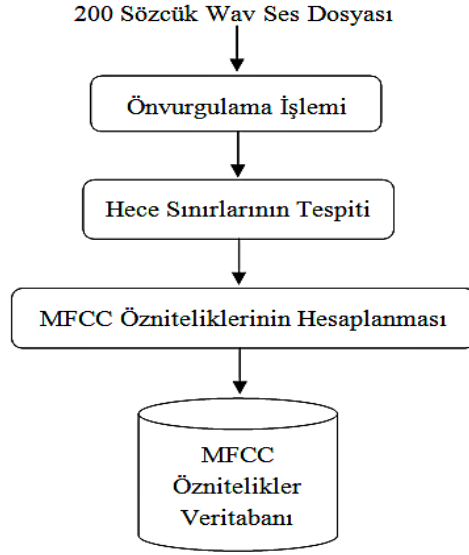 200 Sözcük Wav Ses Dosyası
Önvurgulama İşlemi
Hece Sınırlarının Tespiti
MFCC Özniteliklerinin Hesaplanması
MFCC
Öznitelikler
Veritabanı